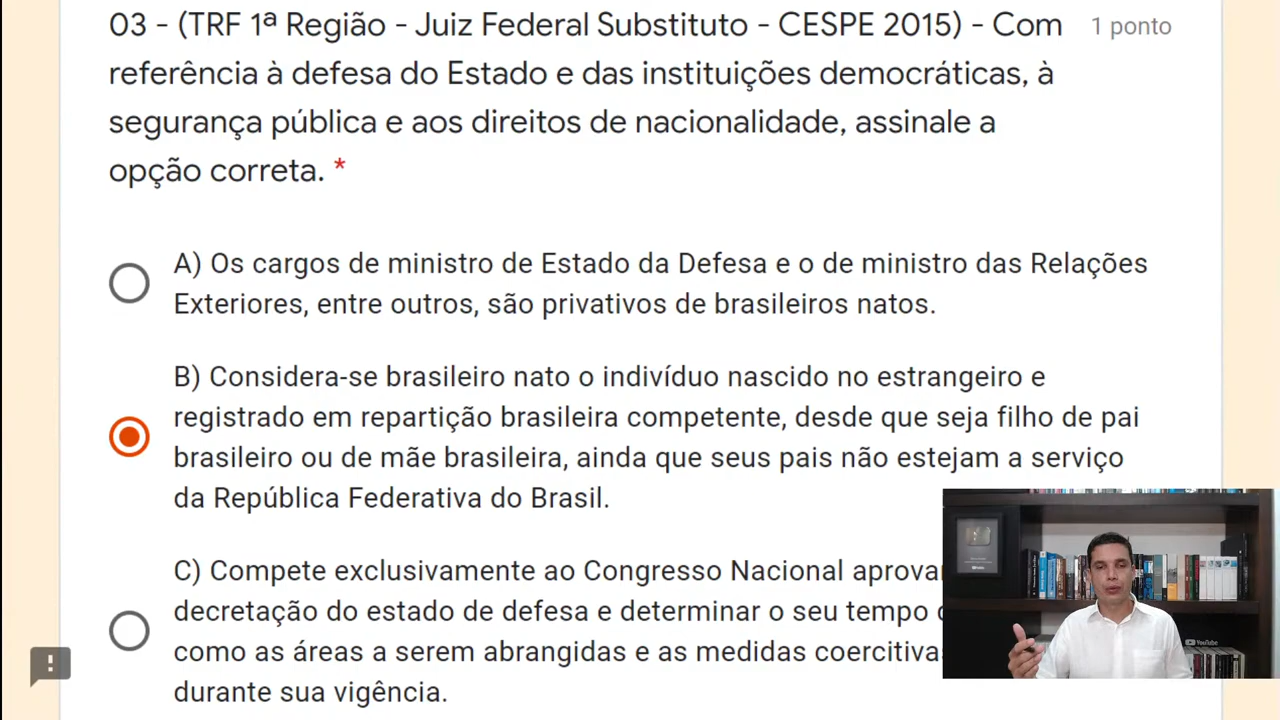 03 - (TRF 1ª Região - Juiz Federal Substituto - CESPE 2015) - Com
1 ponto
referência à defesa do Estado e das instituições democráticas, à
segurança pública e aos direitos de nacionalidade, assinale a
opção correta. *
A) Os cargos de ministro de Estado da Defesa e o de ministro das Relações
Exteriores, entre outros, são privativos de brasileiros natos.
B) Considera-se brasileiro nato o indivíduo nascido no estrangeiro e
registrado em repartição brasileira competente, desde que seja filho de pai
brasileiro ou de mãe brasileira, ainda que seus pais não estejam a serviço
da República Federativa do Brasil.
C) Compete exclusivamente ao Congresso Nacional aprovar
decretação do estado de defesa e determinar o seu tempo
como as áreas a serem abrangidas e as medidas coercitiva
durante sua vigência.
!
YouTube